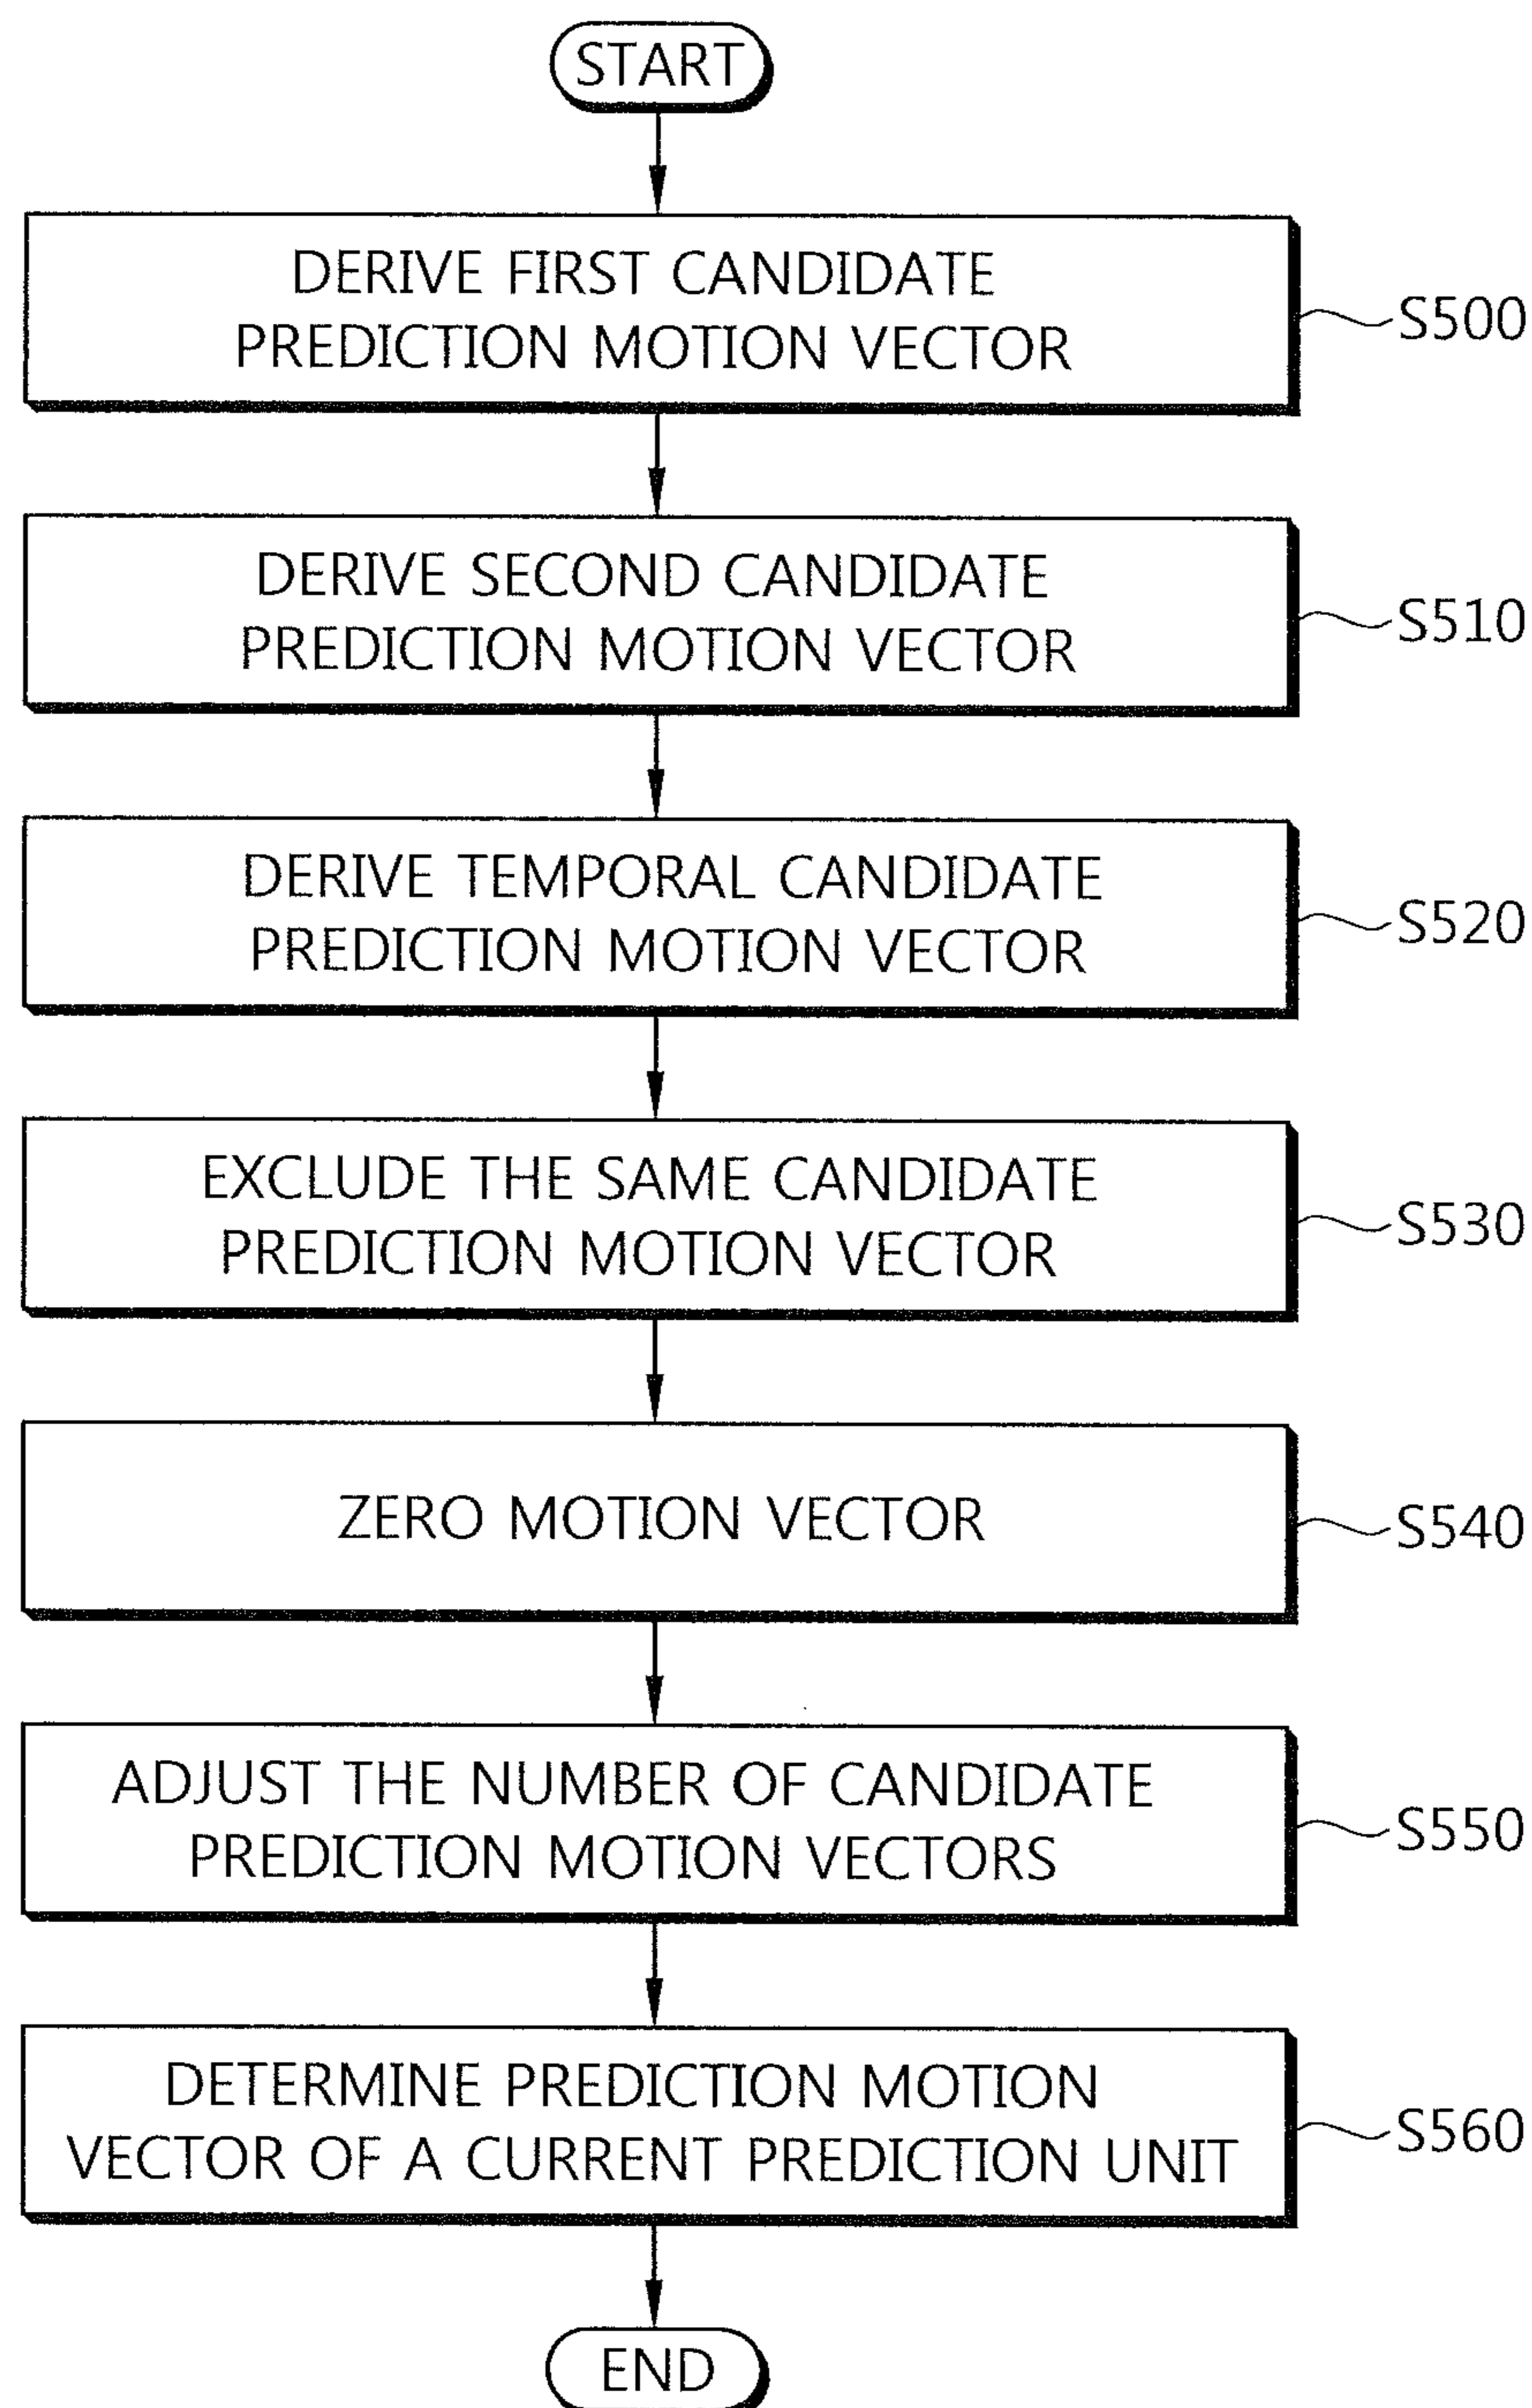 START
DERIVE FIRST CANDIDATE
PREDICTION MOTION VECTOR
S500
DERIVE SECOND CANDIDATE
PREDICTION MOTION VECTOR
S510
DERIVE TEMPORAL CANDIDATE
PREDICTION MOTION VECTOR
S520
EXCLUDE THE SAME CANDIDATE
PREDICTION MOTION VECTOR
S530
ZERO MOTION VECTOR
S540
ADJUST THE NUMBER OF CANDIDATE
PREDICTION MOTION VECTORS
S550
DETERMINE PREDICTION MOTION
VECTOR OF A CURRENT PREDICTION UNIT
S560
END